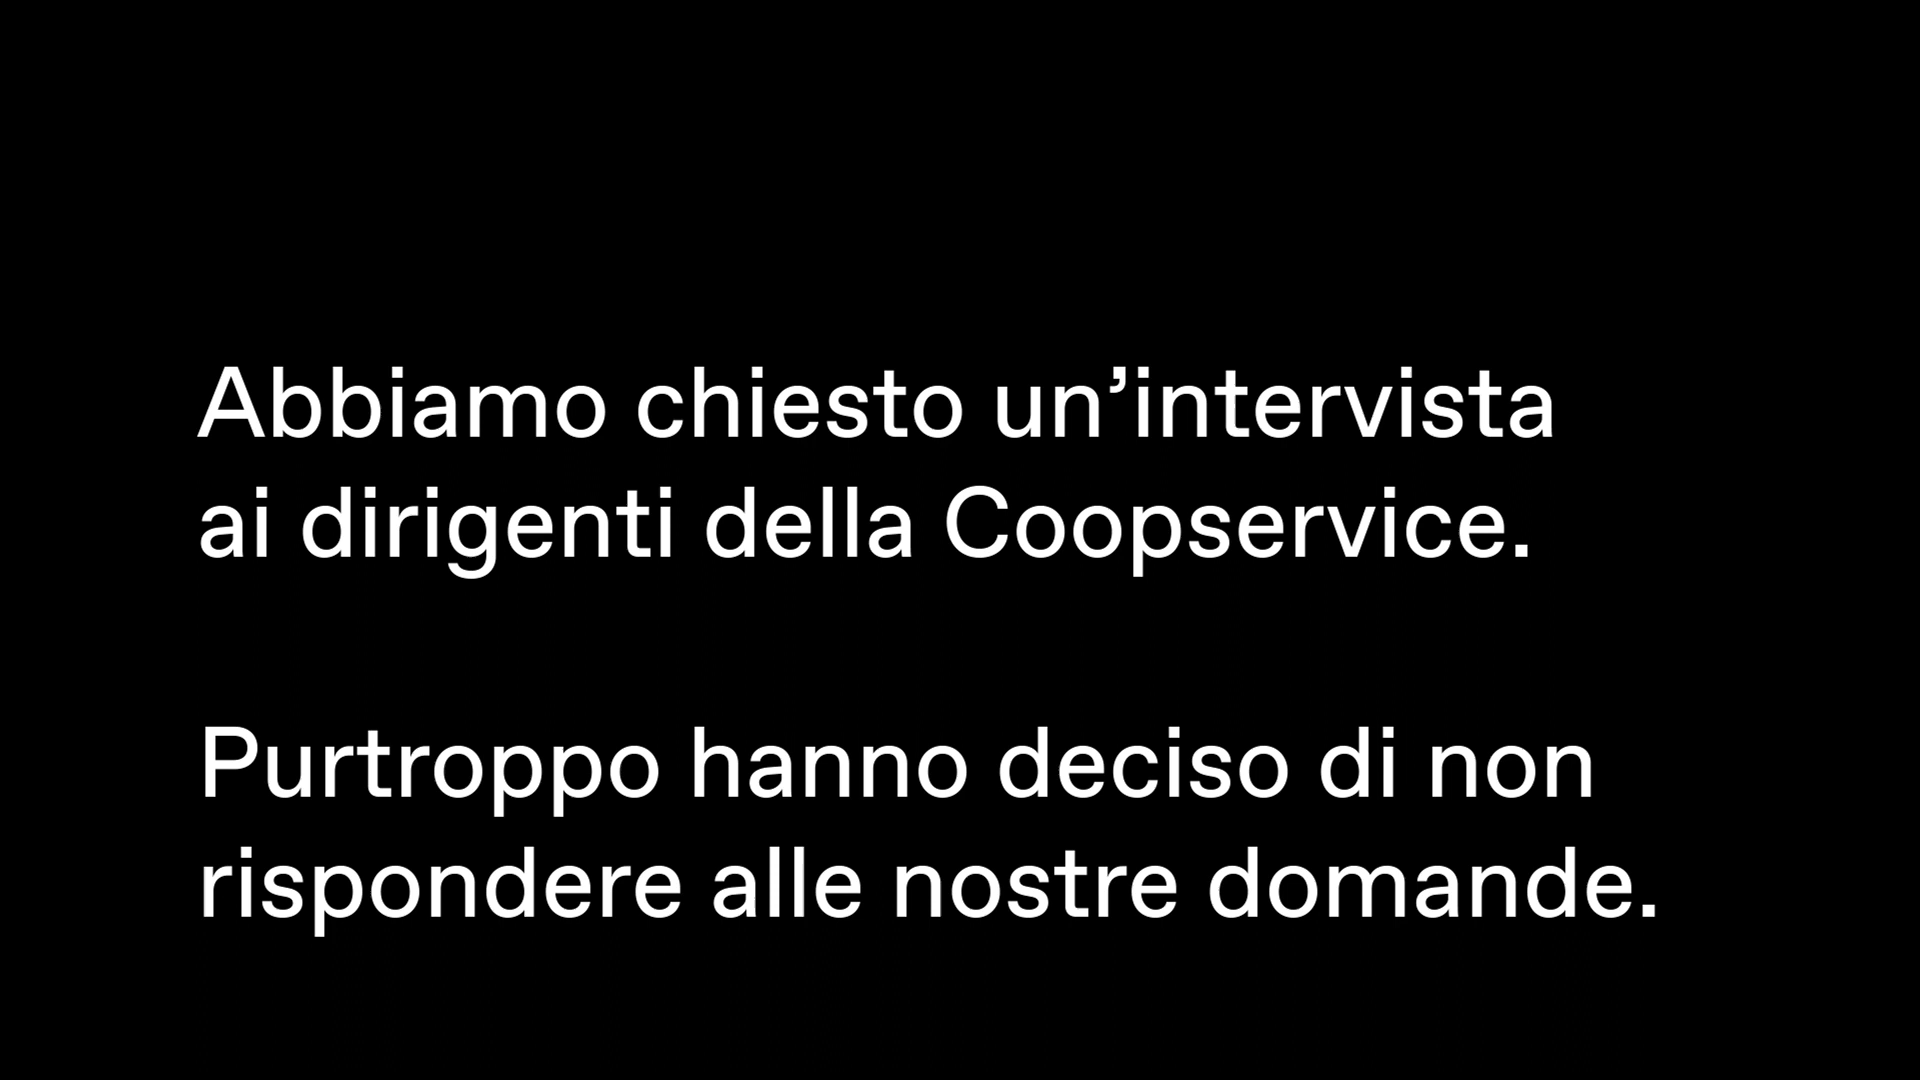 Abbiamo chiesto un’intervista
ai dirigenti della Coopservice.
Purtroppo hanno deciso di non
rispondere alle nostre domande.